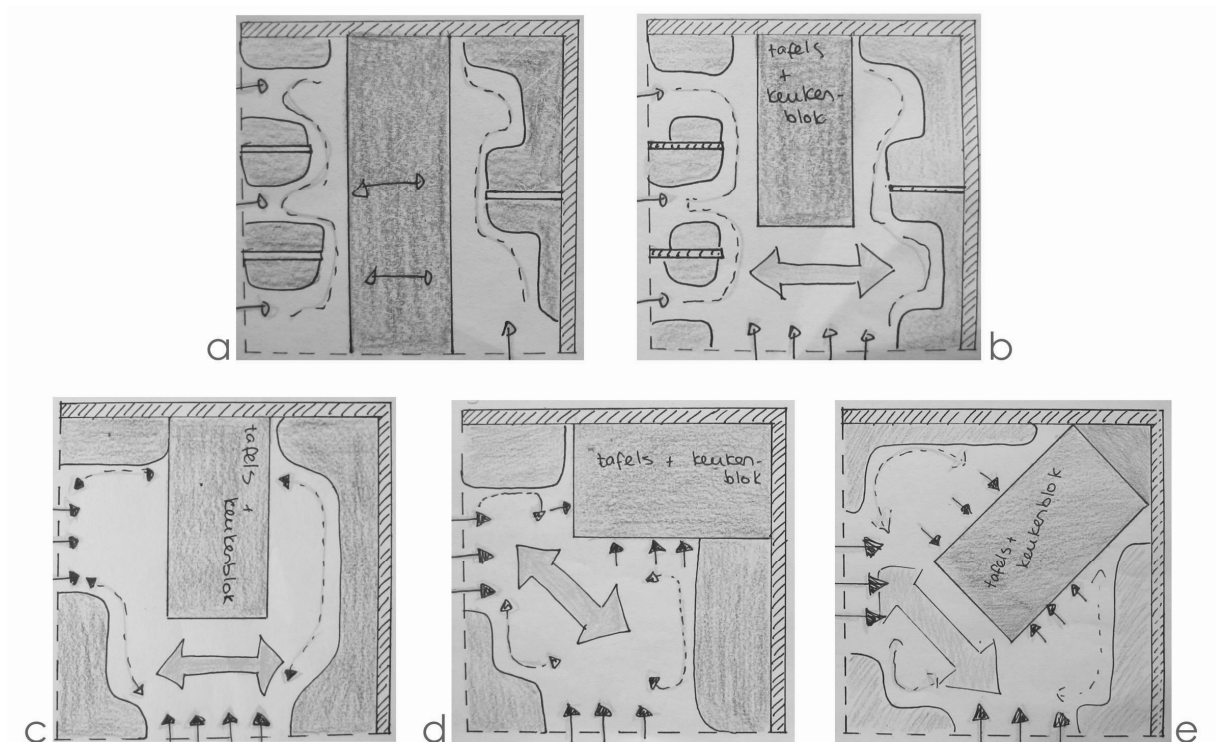 a
tafels
+
keuken-
blok
b
tafels
+
keukenblok
c
tafels + keuken-
blok
d
tafels +
keukenblok
e